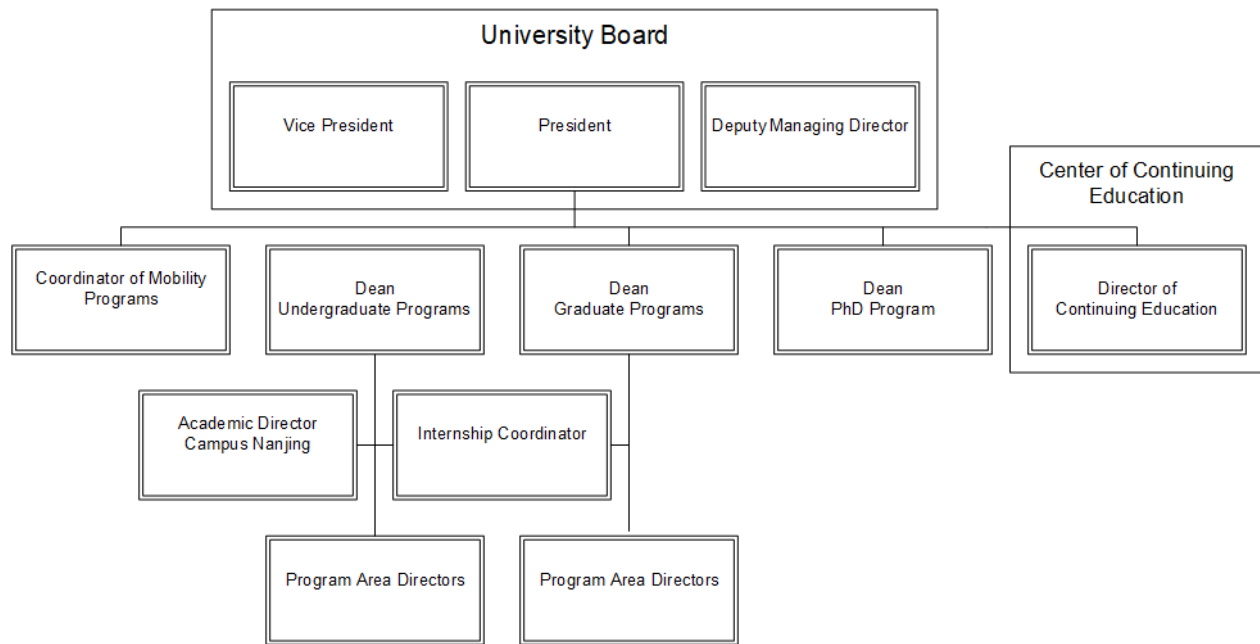 University Board
Vice President
President
Deputy Managing Director
Center of Continuing
Education
Coordinator of Mobility
Programs
Dean
Undergraduate Programs
Dean
Graduate Programs
Dean
PhD Program
Director of
Continuing Education
Academic Director
Campus Nanjing
Internship Coordinator
Program Area Directors
Program Area Directors